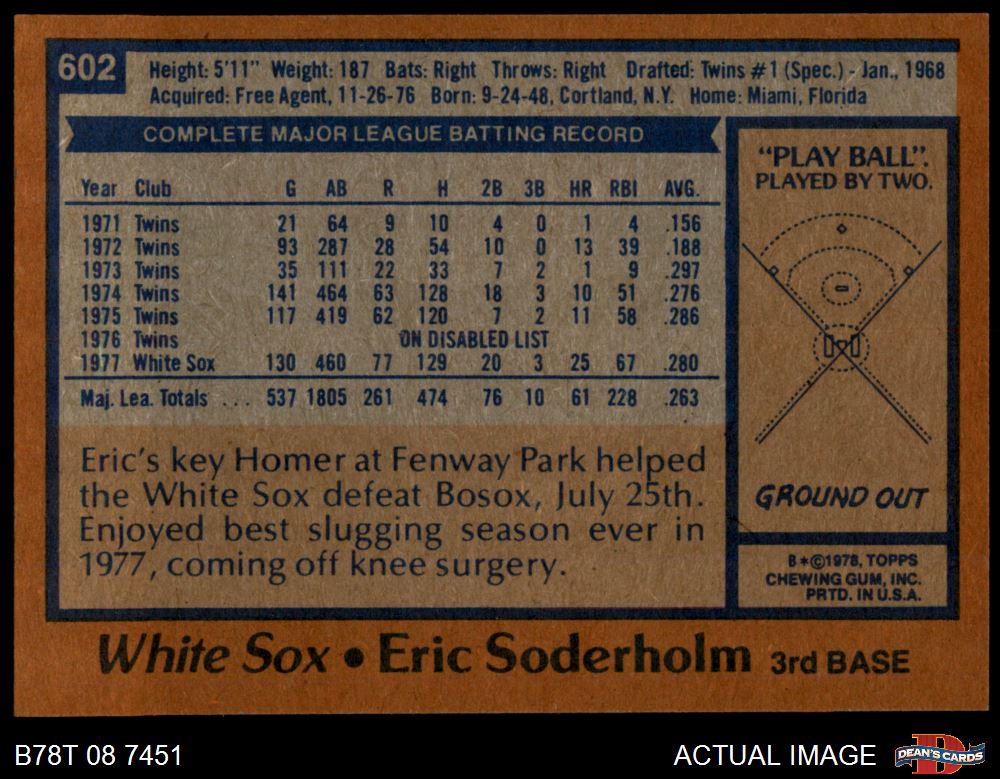 602
Height: 5'11" Weight: 187 Bats: Right Throws: Right Drafted: Twins #1 (Spec.) - Jan., 1968
Acquired: Free Agent, 11-26-76 Born: 9-24-48, Cortland, N.Y. Home: Miami, Florida
COMPLETE MAJOR LEAGUE BATTING RECORD
Year Club G AB R H 2B 3B HR RBI AVG.
1971 Twins 21 64 9 10 4 0 1 4 .156
1972 Twins 93 287 28 54 10 0 13 39 .188
1973 Twins 35 111 22 33 7 2 1 9 .297
1974 Twins 141 464 63 128 18 3 10 51 .276
1975 Twins 117 419 62 120 7 2 11 58 .286
1976 Twins ON DISABLED LIST
1977 White Sox 130 460 77 129 20 3 25 67 .280
Maj. Lea. Totals ... 537 1805 261 474 76 10 61 228 .263
Eric's key Homer at Fenway Park helped
the White Sox defeat Bosox, July 25th.
Enjoyed best slugging season ever in
1977, coming off knee surgery.
"PLAY BALL".
PLAYED BY TWO.
GROUND OUT
B*©1978, TOPPS
CHEWING GUM, INC.
PRTD. IN U.S.A.
White Sox • Eric Soderholm 3rd BASE
B78T 08 7451
ACTUAL IMAGE
D
DEAN'S CARDS